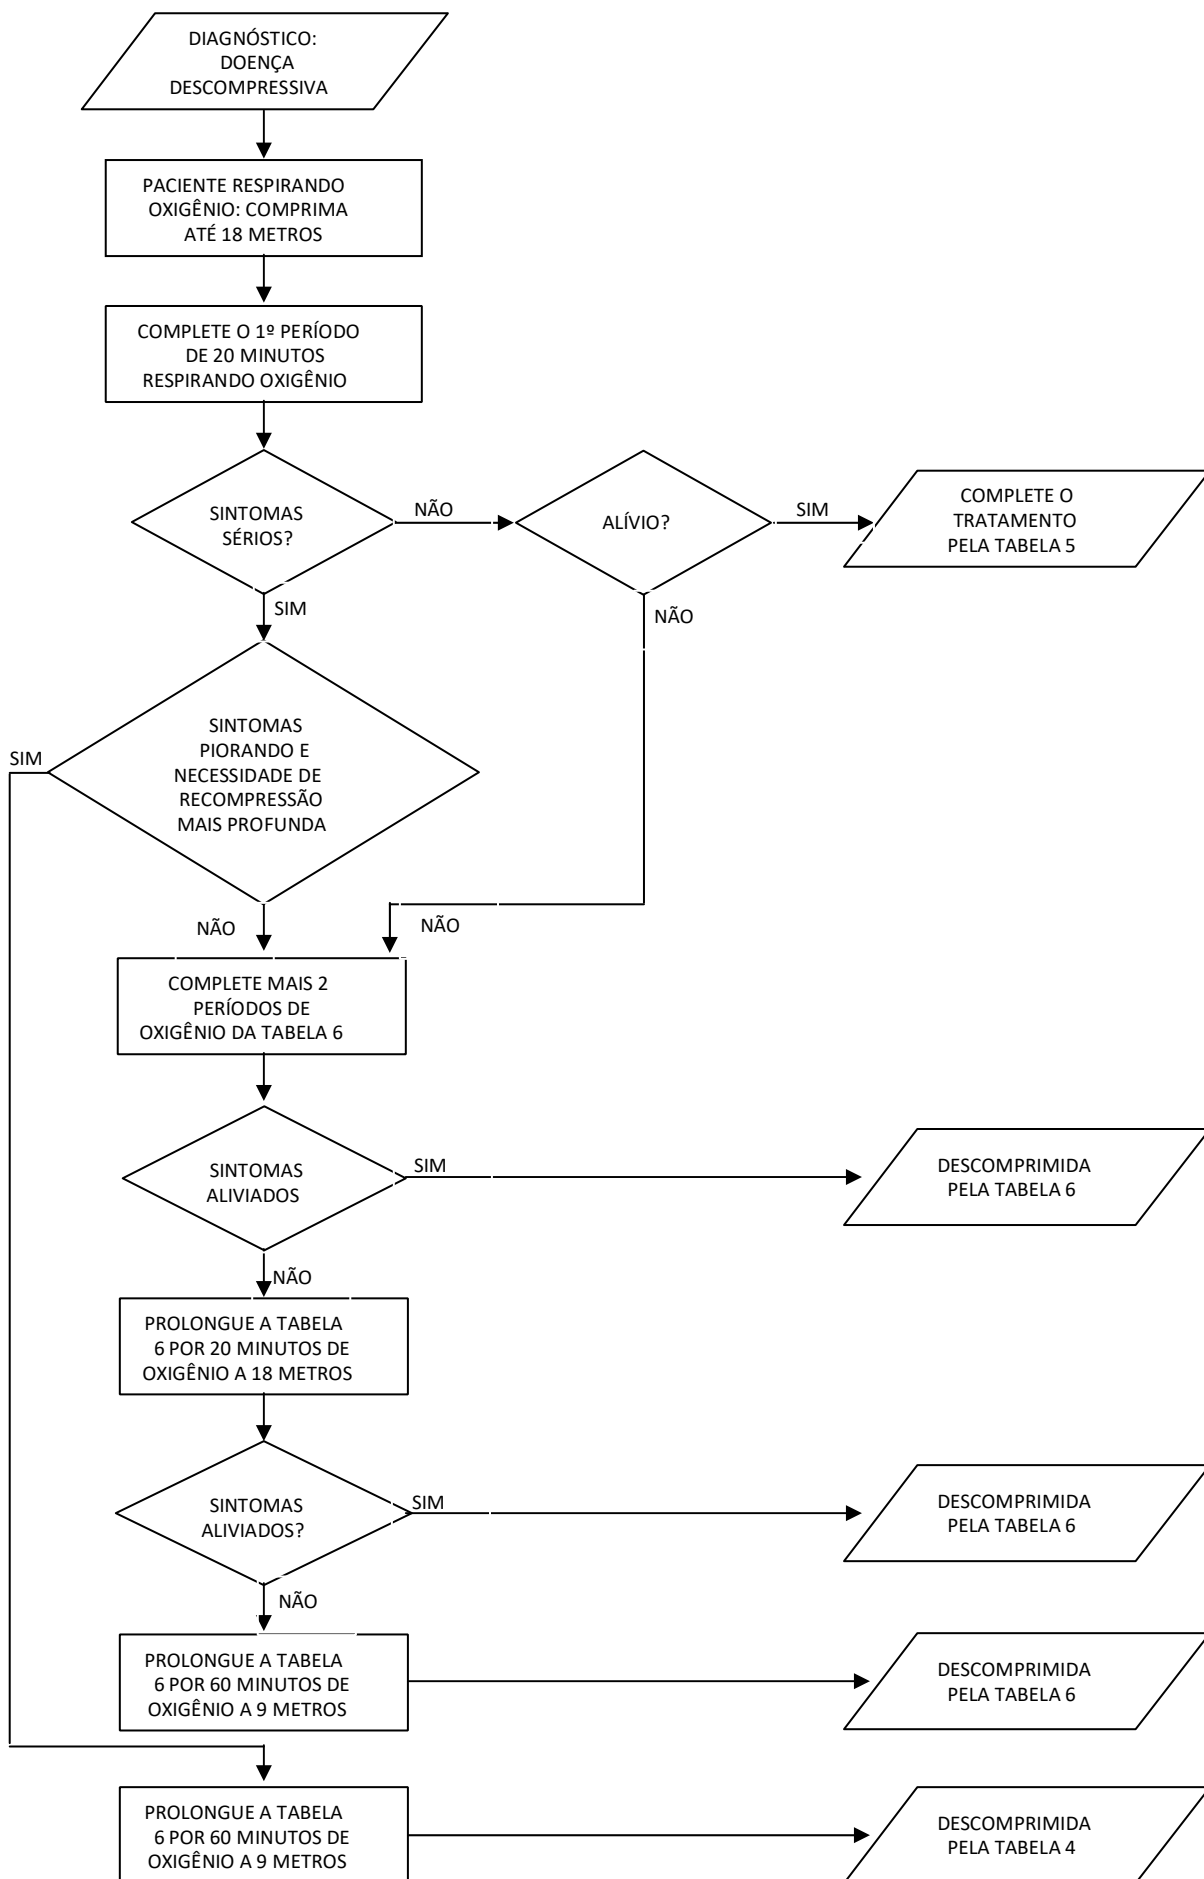 DIAGNÓSTICO:
DOENÇA
DESCOMPRESSIVA
PACIENTE RESPIRANDO
OXIGÊNIO: COMPRIMA
ATÉ 18 METROS
COMPLETE O 1º PERÍODO
DE 20 MINUTOS
RESPIRANDO OXIGÊNIO
SINTOMAS
SÉRIOS?
NÃO
ALÍVIO?
SIM
COMPLETE O
TRATAMENTO
PELA TABELA 5
SIM
NÃO
SINTOMAS
PIORANDO E
NECESSIDADE DE
RECOMPRESSÃO
MAIS PROFUNDA
SIM
NÃO
NÃO
COMPLETE MAIS 2
PERÍODOS DE
OXIGÊNIO DA TABELA 6
SINTOMAS
ALIVIADOS
SIM
DESCOMPRIMIDA
PELA TABELA 6
NÃO
PROLONGUE A TABELA
6 POR 20 MINUTOS DE
OXIGÊNIO A 18 METROS
SINTOMAS
ALIVIADOS?
SIM
DESCOMPRIMIDA
PELA TABELA 6
NÃO
PROLONGUE A TABELA
6 POR 60 MINUTOS DE
OXIGÊNIO A 9 METROS
DESCOMPRIMIDA
PELA TABELA 6
PROLONGUE A TABELA
6 POR 60 MINUTOS DE
OXIGÊNIO A 9 METROS
DESCOMPRIMIDA
PELA TABELA 4